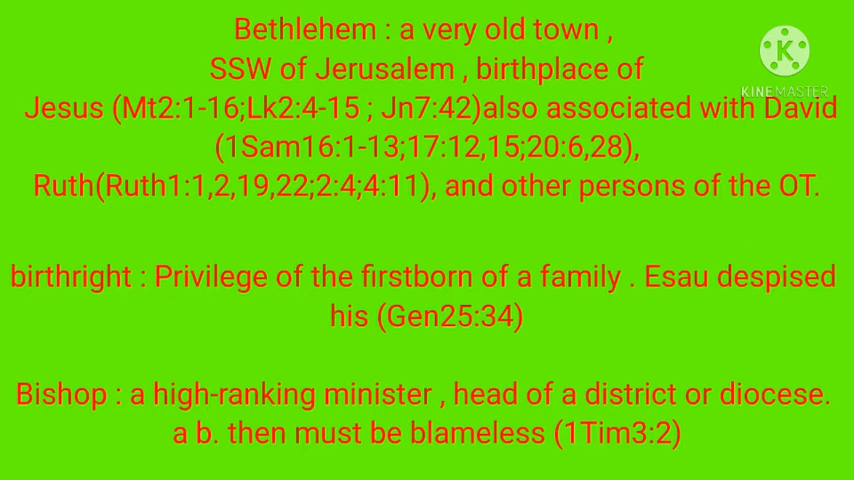 Bethlehem : a very old town ,
SSW of Jerusalem , birthplace of
Jesus (Mt2:1-16;Lk2:4-15 ; Jn7:42)also associated with David
(1Sam16:1-13;17:12,15;20:6,28),
Ruth(Ruth1:1,2,19,22;2:4;4:11), and other persons of the OT.
birthright : Privilege of the firstborn of a family . Esau despised
his (Gen25:34)
Bishop : a high-ranking minister , head of a district or diocese.
a b. then must be blameless (1Tim3:2)
K
KINEMASTER